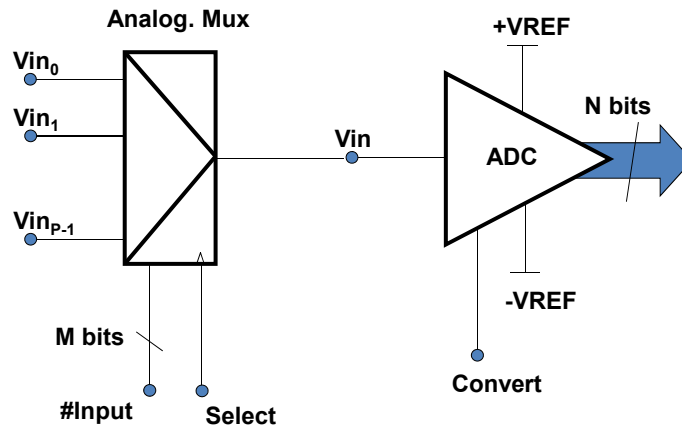 Analog. Mux
+VREF
Vin0
Vin1
VinP-1
Vin
ADC
N bits
-VREF
M bits
#Input
Select
Convert